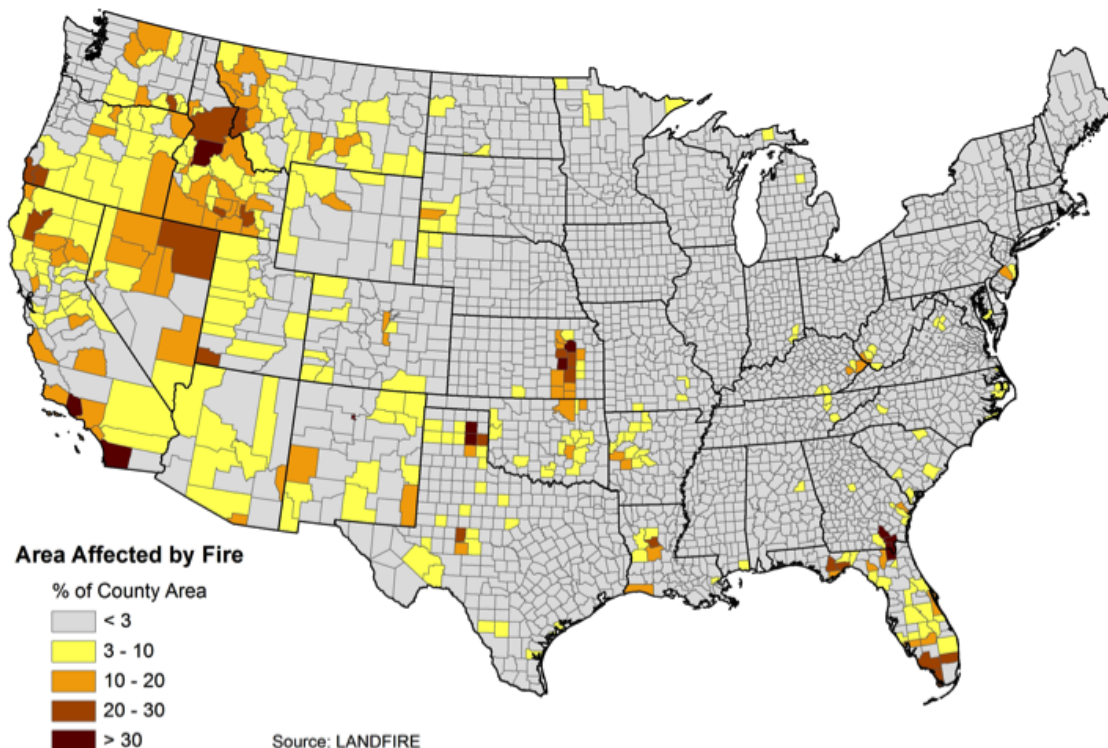 Area Affected by Fire
% of County Area
< 3
3 - 10
10 - 20
20 - 30
> 30
Source: LANDFIRE